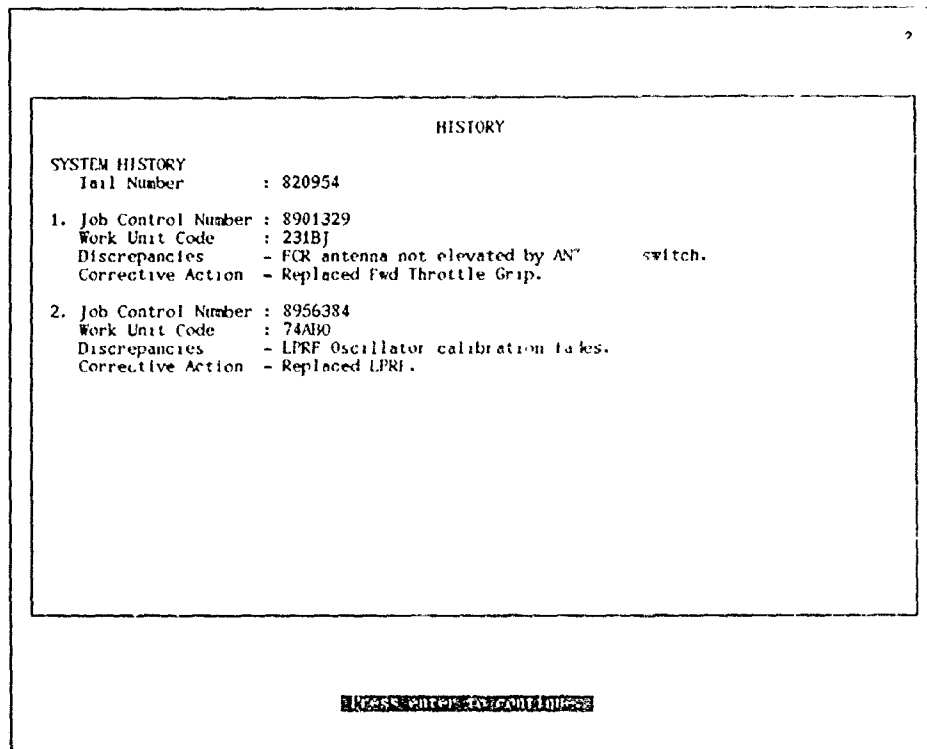 2
HISTORY
SYSTEM HISTORY
Tail Number : 820954
1. Job Control Number : 8901329
Work Unit Code : 231BJ
Discrepancies - FCR antenna not elevated by ANT switch.
Corrective Action - Replaced Fwd Throttle Grip.
2. Job Control Number : 8956384
Work Unit Code : 74AB0
Discrepancies - LPRF Oscillator calibration
Corrective Action - Replaced LPRF.
Press enter to continue